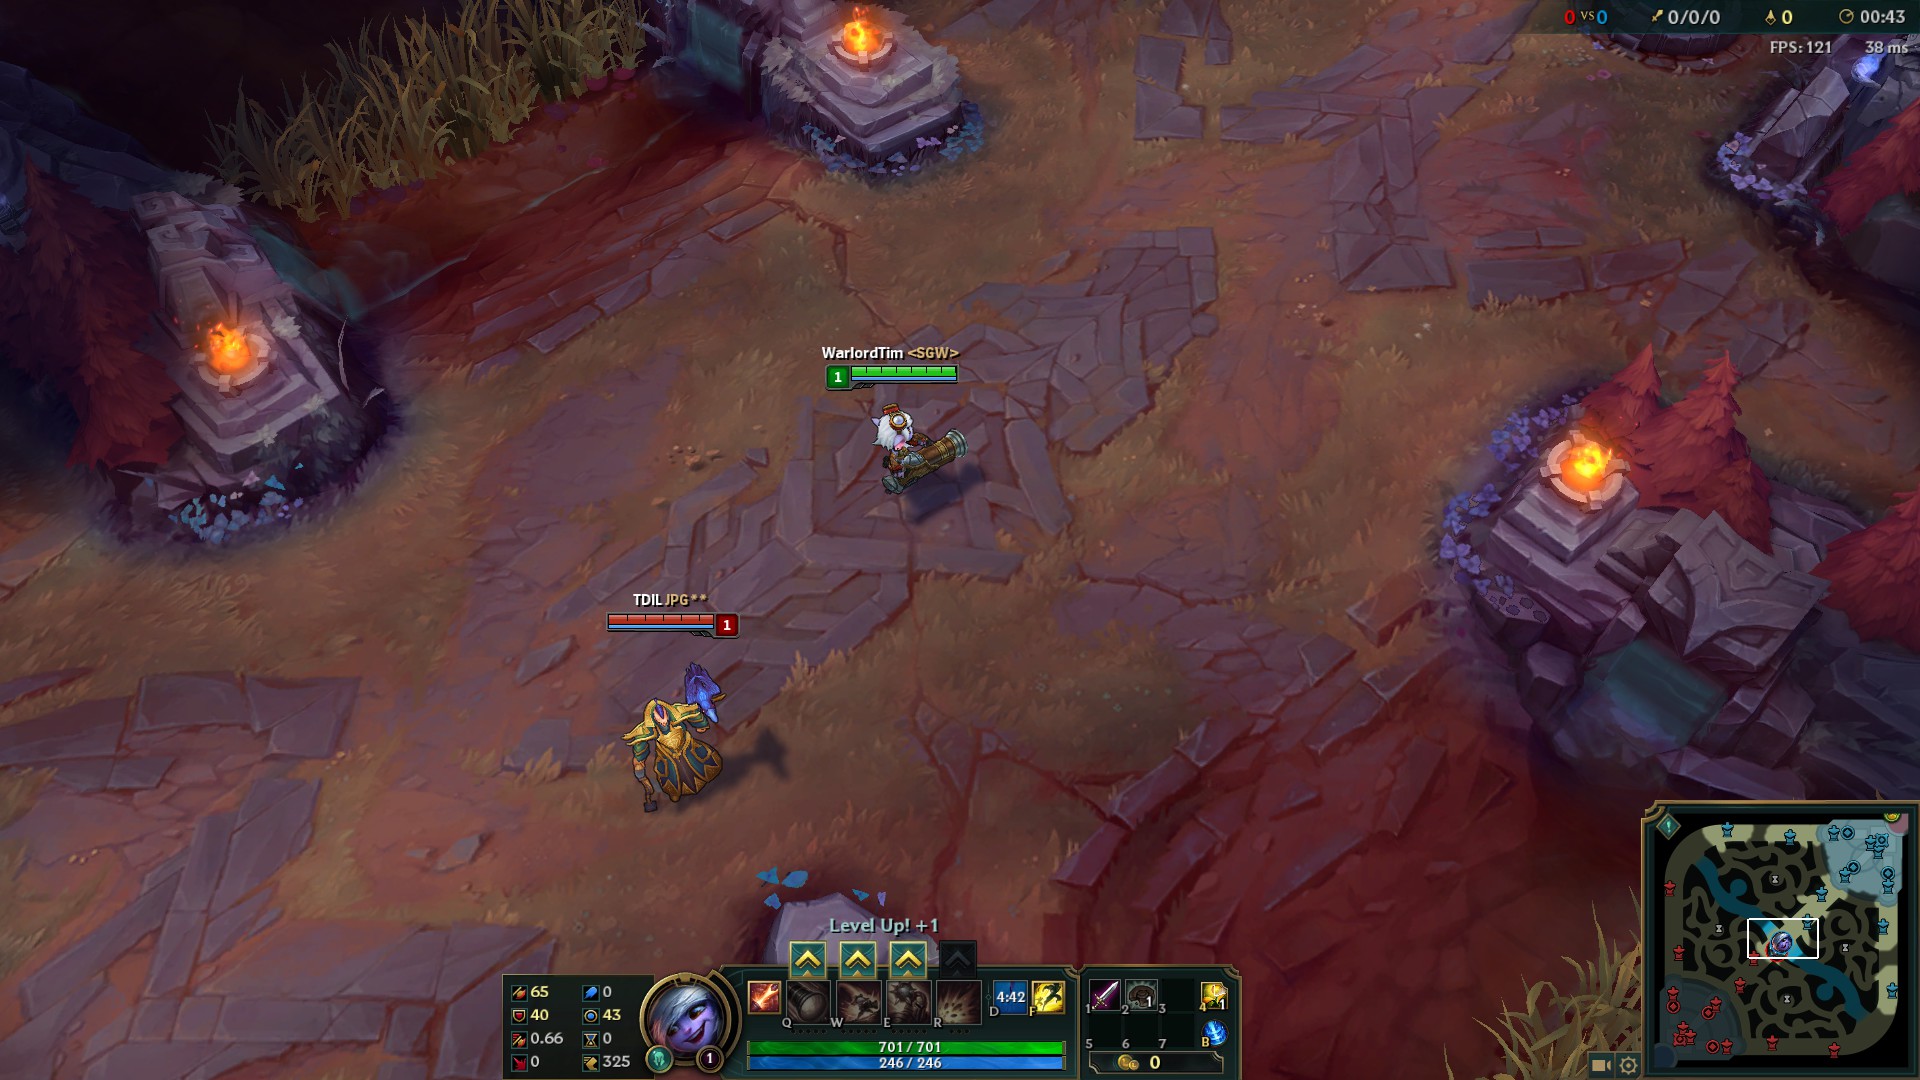 0 VS 0 0/0/0 0 00:43
FPS: 121 38 ms
WarlordTim <SGW>
1
TDIL JPG**
1
Level Up! +1
65 0
40 43
0.66 0
0 325
1
Q W E R
4:42
D F
1 2 1 3 4 1
5 6 7 B
701 / 701
246 / 246
0